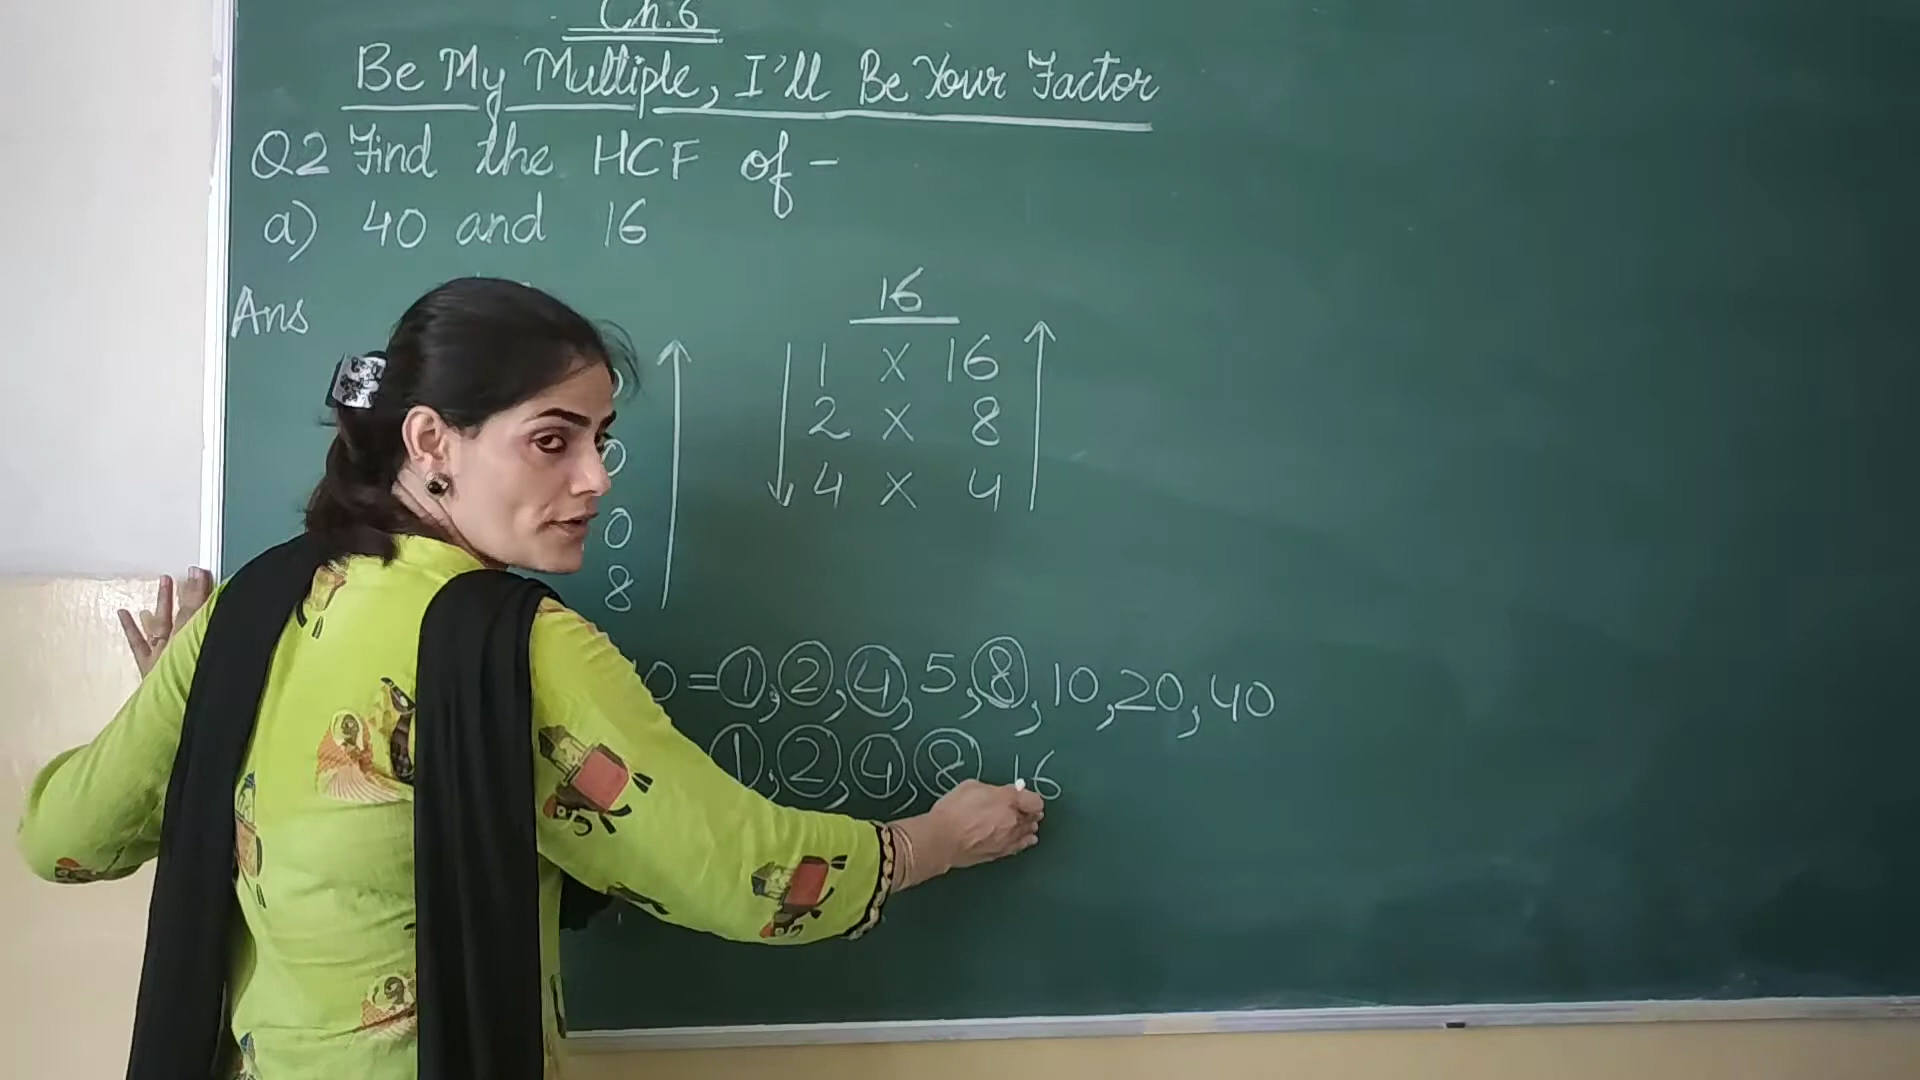 Ch.6
Be My Multiple, I'll Be Your Factor
Q2 Find the HCF of -
a) 40 and 16
Ans
16
1 X 16
2 X 8
4 X 4
0
0
8
0 = 1, 2, 4, 5, 8, 10, 20, 40
1, 2, 4, 8, 16